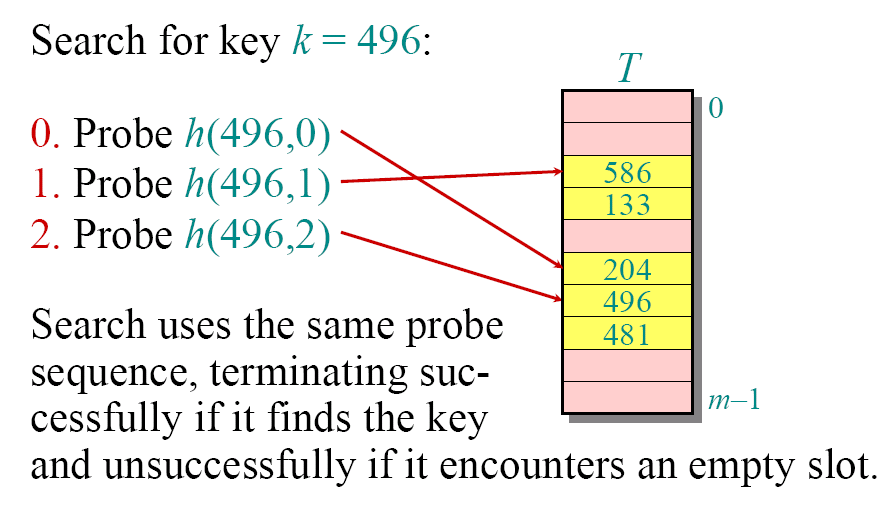 Search for key k = 496:
T
0
0. Probe h(496,0)
1. Probe h(496,1)
2. Probe h(496,2)
586
133
204
496
481
m–1
Search uses the same probe
sequence, terminating suc-
cessfully if it finds the key
and unsuccessfully if it encounters an empty slot.